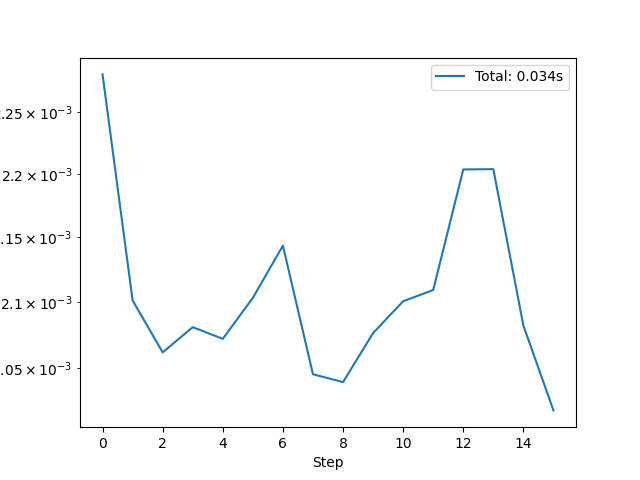 Total: 0.034s
.25 × 10⁻³
2.2 × 10⁻³
.15 × 10⁻³
2.1 × 10⁻³
.05 × 10⁻³
0 2 4 6 8 10 12 14
Step